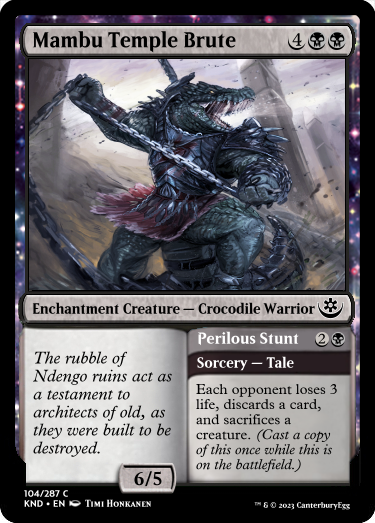 Mambu Temple Brute 4
Enchantment Creature — Crocodile Warrior
The rubble of
Ndengo ruins act as
a testament to
architects of old, as
they were built to be
destroyed.
6/5
Perilous Stunt 2
Sorcery — Tale
Each opponent loses 3
life, discards a card,
and sacrifices a
creature. (Cast a copy
of this once while this is
on the battlefield.)
104/287 C
KND • EN Timi Honkanen
™ & © 2023 CanterburyEgg